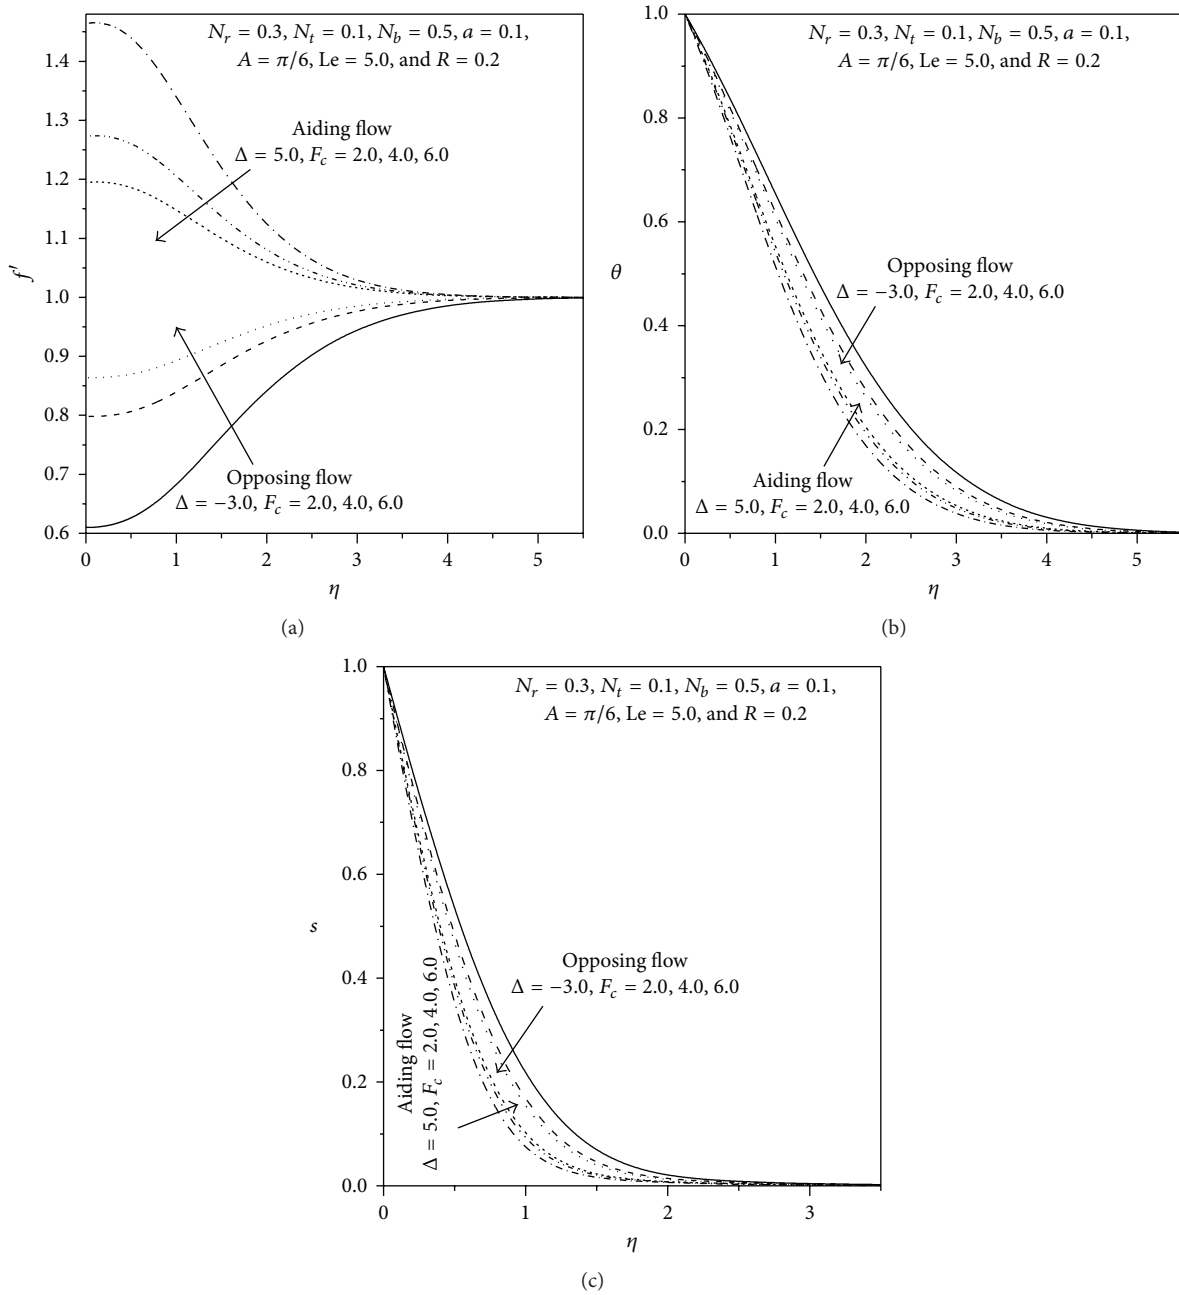 N_r = 0.3, N_t = 0.1, N_b = 0.5, a = 0.1,
A = π/6, Le = 5.0, and R = 0.2
Aiding flow
Δ = 5.0, F_c = 2.0, 4.0, 6.0
Opposing flow
Δ = −3.0, F_c = 2.0, 4.0, 6.0
1.4
1.3
1.2
1.1
1.0
0.9
0.8
0.7
0.6
f′
0 1 2 3 4 5
η
(a)
N_r = 0.3, N_t = 0.1, N_b = 0.5, a = 0.1,
A = π/6, Le = 5.0, and R = 0.2
Opposing flow
Δ = −3.0, F_c = 2.0, 4.0, 6.0
Aiding flow
Δ = 5.0, F_c = 2.0, 4.0, 6.0
1.0
0.8
0.6
0.4
0.2
0.0
θ
0 1 2 3 4 5
η
(b)
N_r = 0.3, N_t = 0.1, N_b = 0.5, a = 0.1,
A = π/6, Le = 5.0, and R = 0.2
Opposing flow
Δ = −3.0, F_c = 2.0, 4.0, 6.0
Aiding flow
Δ = 5.0, F_c = 2.0, 4.0, 6.0
1.0
0.8
0.6
0.4
0.2
0.0
s
0 1 2 3
η
(c)